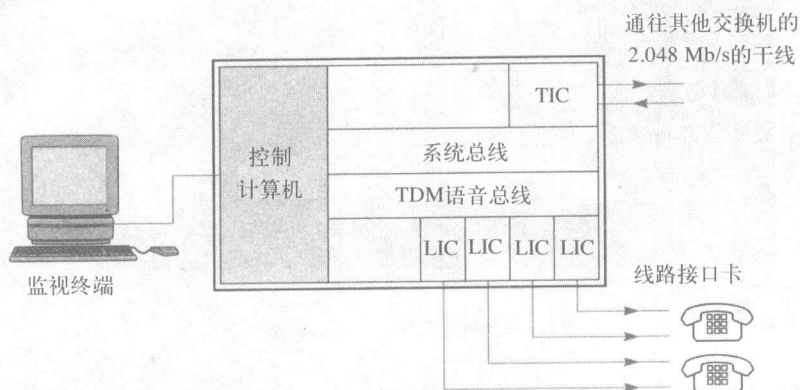 通往其他交换机的
2.048 Mb/s的干线
TIC
控制
计算机
系统总线
TDM语音总线
LIC LIC LIC LIC
监视终端
线路接口卡